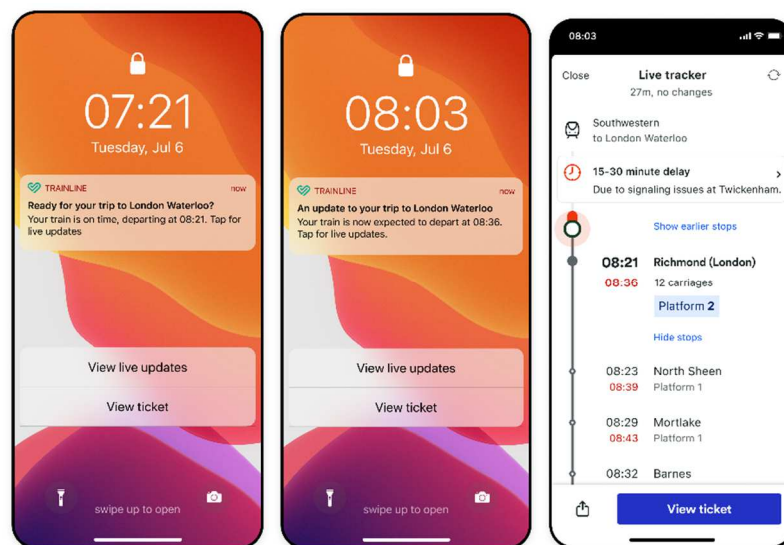 07:21
Tuesday, Jul 6
TRAINLINE
now
Ready for your trip to London Waterloo?
Your train is on time, departing at 08:21. Tap for
live updates
View live updates
View ticket
swipe up to open
08:03
Tuesday, Jul 6
TRAINLINE
now
An update to your trip to London Waterloo
Your train is now expected to depart at 08:36.
Tap for live updates.
View live updates
View ticket
swipe up to open
08:03
Close
Live tracker
27m, no changes
Southwestern
to London Waterloo
15-30 minute delay
Due to signaling issues at Twickenham.
Show earlier stops
08:21 Richmond (London)
08:36 12 carriages
Platform 2
Hide stops
08:23 North Sheen
08:39 Platform 1
08:29 Mortlake
08:43 Platform 1
08:32 Barnes
View ticket